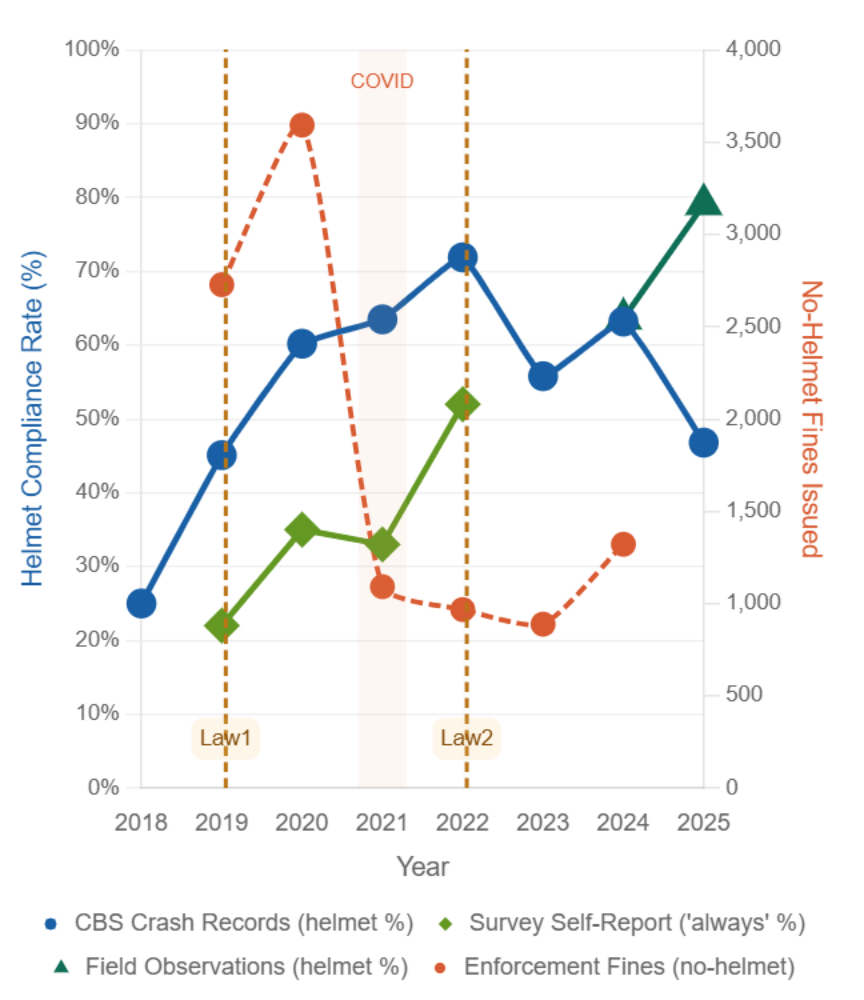 100%
90%
80%
70%
60%
50%
40%
30%
20%
10%
0%
Helmet Compliance Rate (%)
COVID
Law1
Law2
4,000
3,500
3,000
2,500
2,000
1,500
1,000
500
0
No-Helmet Fines Issued
2018 2019 2020 2021 2022 2023 2024 2025
Year
CBS Crash Records (helmet %) Survey Self-Report ('always' %)
Field Observations (helmet %) Enforcement Fines (no-helmet)